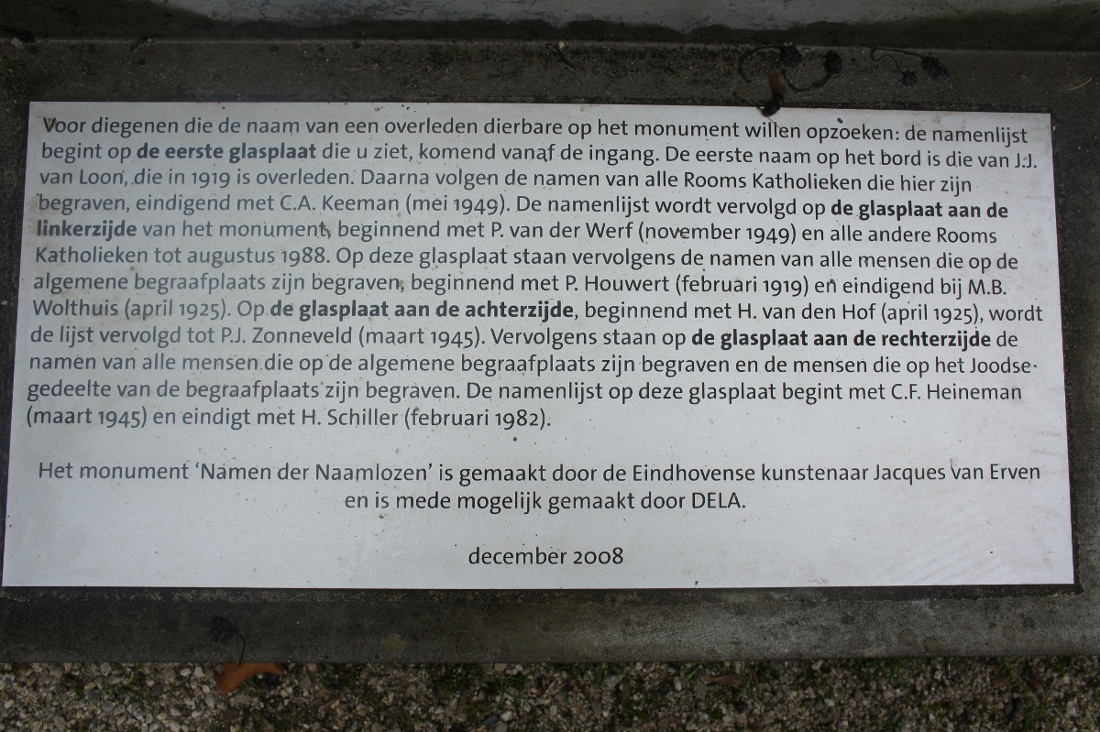 Voor diegenen die de naam van een overleden dierbare op het monument willen opzoeken: de namenlijst
begint op de eerste glasplaat die u ziet, komend vanaf de ingang. De eerste naam op het bord is die van J.J.
van Loon, die in 1919 is overleden. Daarna volgen de namen van alle Rooms Katholieken die hier zijn
begraven, eindigend met C.A. Keeman (mei 1949). De namenlijst wordt vervolgd op de glasplaat aan de
linkerzijde van het monument, beginnend met P. van der Werf (november 1949) en alle andere Rooms
Katholieken tot augustus 1988. Op deze glasplaat staan vervolgens de namen van alle mensen die op de
algemene begraafplaats zijn begraven, beginnend met P. Houwert (februari 1919) en eindigend bij M.B.
Wolthuis (april 1925). Op de glasplaat aan de achterzijde, beginnend met H. van den Hof (april 1925), wordt
de lijst vervolgd tot P.J. Zonneveld (maart 1945). Vervolgens staan op de glasplaat aan de rechterzijde de
namen van alle mensen die op de algemene begraafplaats zijn begraven en de mensen die op het Joodse
gedeelte van de begraafplaats zijn begraven. De namenlijst op deze glasplaat begint met C.F. Heineman
(maart 1945) en eindigt met H. Schiller (februari 1982).
Het monument ‘Namen der Naamlozen’ is gemaakt door de Eindhovense kunstenaar Jacques van Erven
en is mede mogelijk gemaakt door DELA.
december 2008